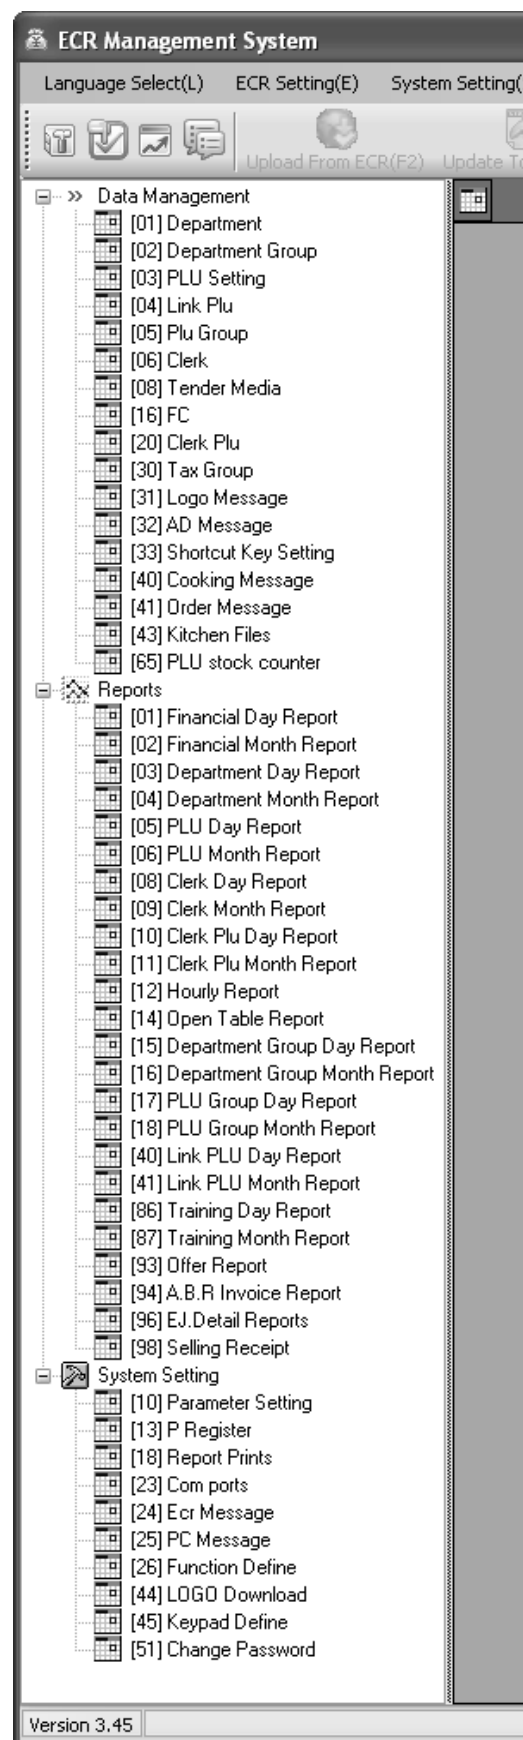 ECR Management System
Language Select(L) ECR Setting(E) System Setting(
Upload From ECR(F2) Update To
Data Management
[01] Department
[02] Department Group
[03] PLU Setting
[04] Link Plu
[05] Plu Group
[06] Clerk
[08] Tender Media
[16] FC
[20] Clerk Plu
[30] Tax Group
[31] Logo Message
[32] AD Message
[33] Shortcut Key Setting
[40] Cooking Message
[41] Order Message
[43] Kitchen Files
[65] PLU stock counter
Reports
[01] Financial Day Report
[02] Financial Month Report
[03] Department Day Report
[04] Department Month Report
[05] PLU Day Report
[06] PLU Month Report
[08] Clerk Day Report
[09] Clerk Month Report
[10] Clerk Plu Day Report
[11] Clerk Plu Month Report
[12] Hourly Report
[14] Open Table Report
[15] Department Group Day Report
[16] Department Group Month Report
[17] PLU Group Day Report
[18] PLU Group Month Report
[40] Link PLU Day Report
[41] Link PLU Month Report
[86] Training Day Report
[87] Training Month Report
[93] Offer Report
[94] A.B.R Invoice Report
[96] EJ.Detail Reports
[98] Selling Receipt
System Setting
[10] Parameter Setting
[13] P Register
[18] Report Prints
[23] Com ports
[24] Ecr Message
[25] PC Message
[26] Function Define
[44] LOGO Download
[45] Keypad Define
[51] Change Password
Version 3.45